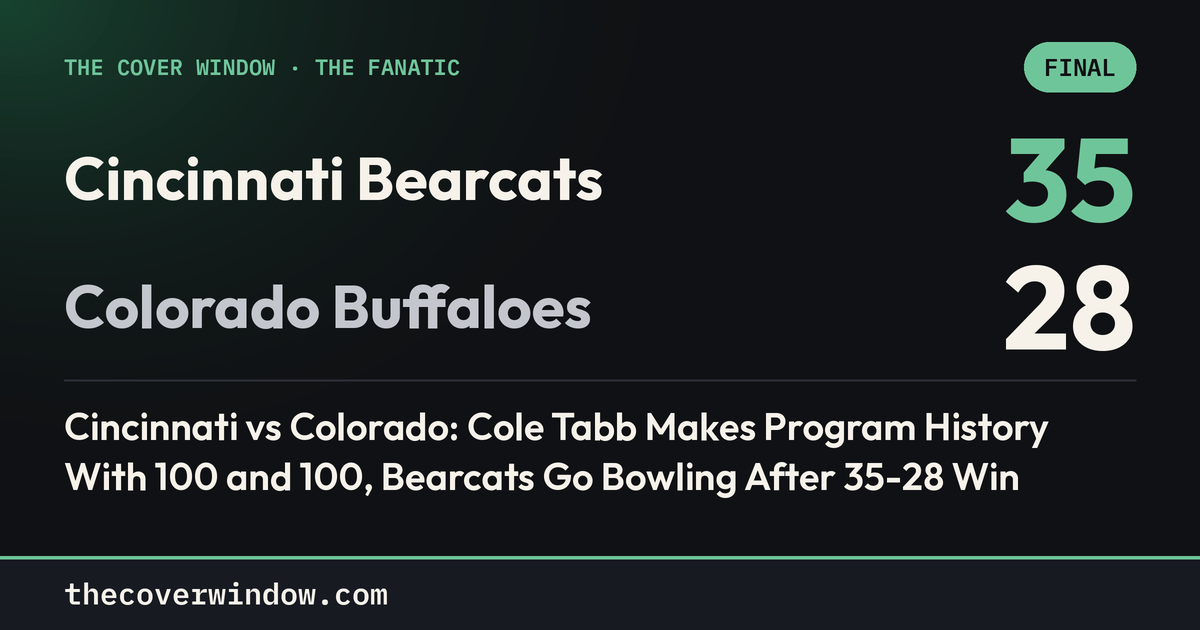 THE COVER WINDOW · THE FANATIC
FINAL
Cincinnati Bearcats 35
Colorado Buffaloes 28
Cincinnati vs Colorado: Cole Tabb Makes Program History
With 100 and 100, Bearcats Go Bowling After 35-28 Win
thecoverwindow.com